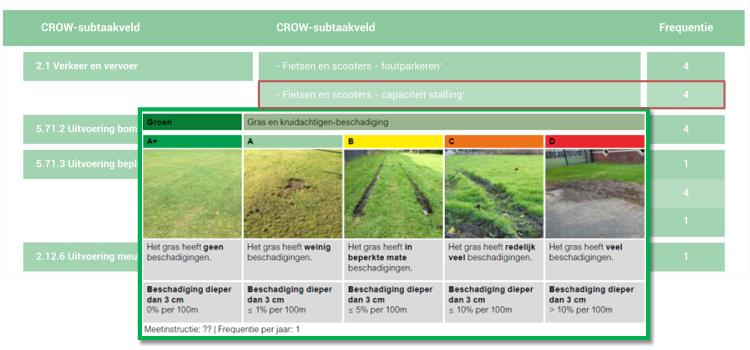 CROW-subtaakveld CROW-subtaakveld Frequentie
2.1 Verkeer en vervoer - Fietsen en scooters - foutparkeren* 4
- Fietsen en scooters - capaciteit stalling* 4
5.71.2 Uitvoering bom 4
5.71.3 Uitvoering bepl 1
4
1
2.12.6 Uitvoering meu 1
Groen Gras en kruidachtigen-beschadiging
A+ A B C D
Het gras heeft geen Het gras heeft weinig Het gras heeft in Het gras heeft redelijk Het gras heeft veel
beschadigingen. beschadigingen. beperkte mate veel beschadigingen. beschadigingen.
beschadigingen.
Beschadiging dieper Beschadiging dieper Beschadiging dieper Beschadiging dieper Beschadiging dieper
dan 3 cm dan 3 cm dan 3 cm dan 3 cm dan 3 cm
0% per 100m ≤ 1% per 100m ≤ 5% per 100m ≤ 10% per 100m > 10% per 100m
Meetinstructie: ?? | Frequentie per jaar: 1